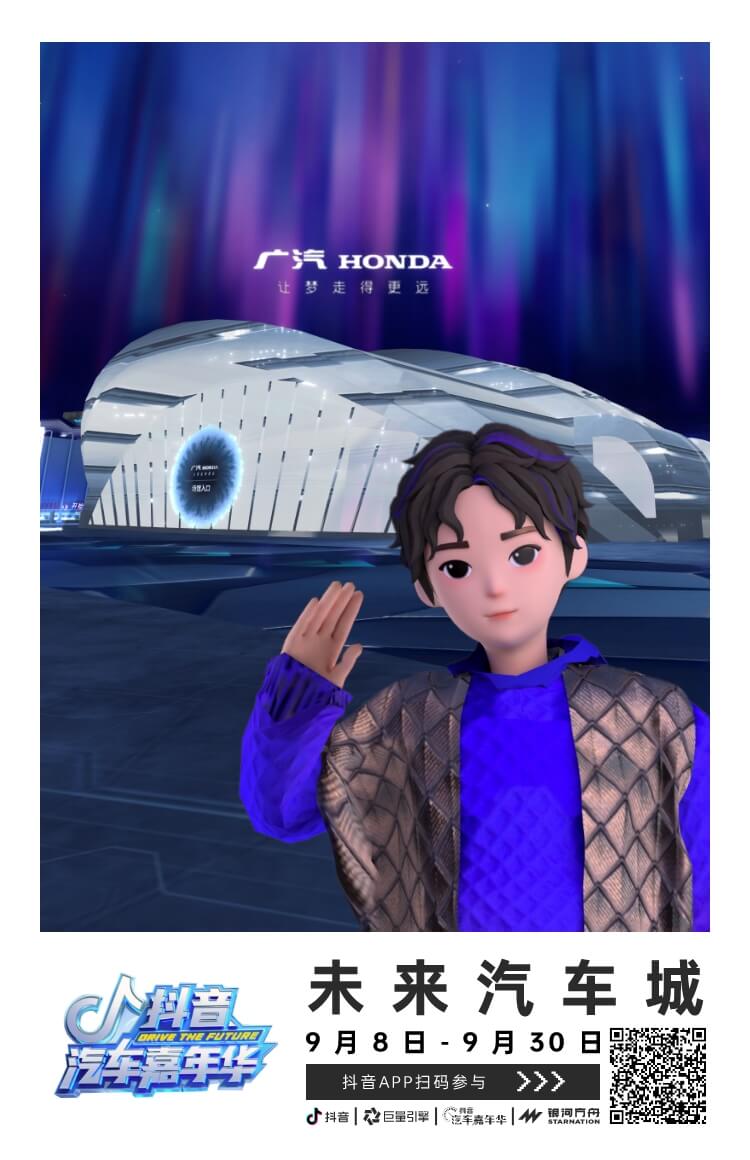 广汽 HONDA
让梦走得更远
广汽 HONDA
场馆入口
开始
抖音
DRIVE THE FUTURE
汽车嘉年华
未来汽车城
9月8日-9月30日
抖音APP扫码参与 >>>
抖音 | 巨量引擎 | 抖音汽车嘉年华 | 银河方舟 STARNATION